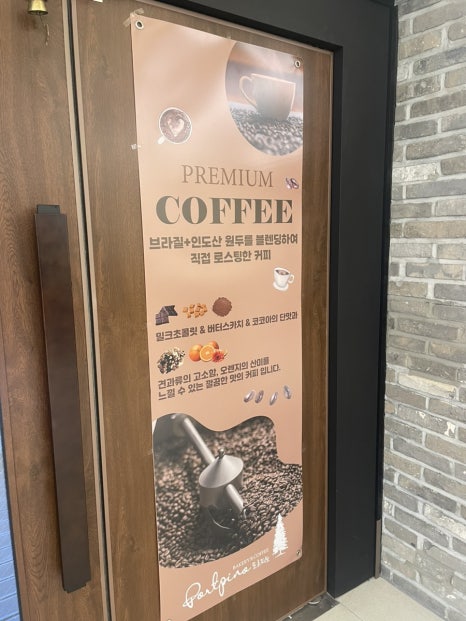 PREMIUM
COFFEE
브라질+인도산 원두를 블렌딩하여
직접 로스팅한 커피
밀크초콜릿 & 버터스카치 & 코코아의 단맛과
견과류의 고소함, 오렌지의 산미를
느낄 수 있는 깔끔한 맛의 커피 입니다.
BAKERY & COFFEE
Portpino